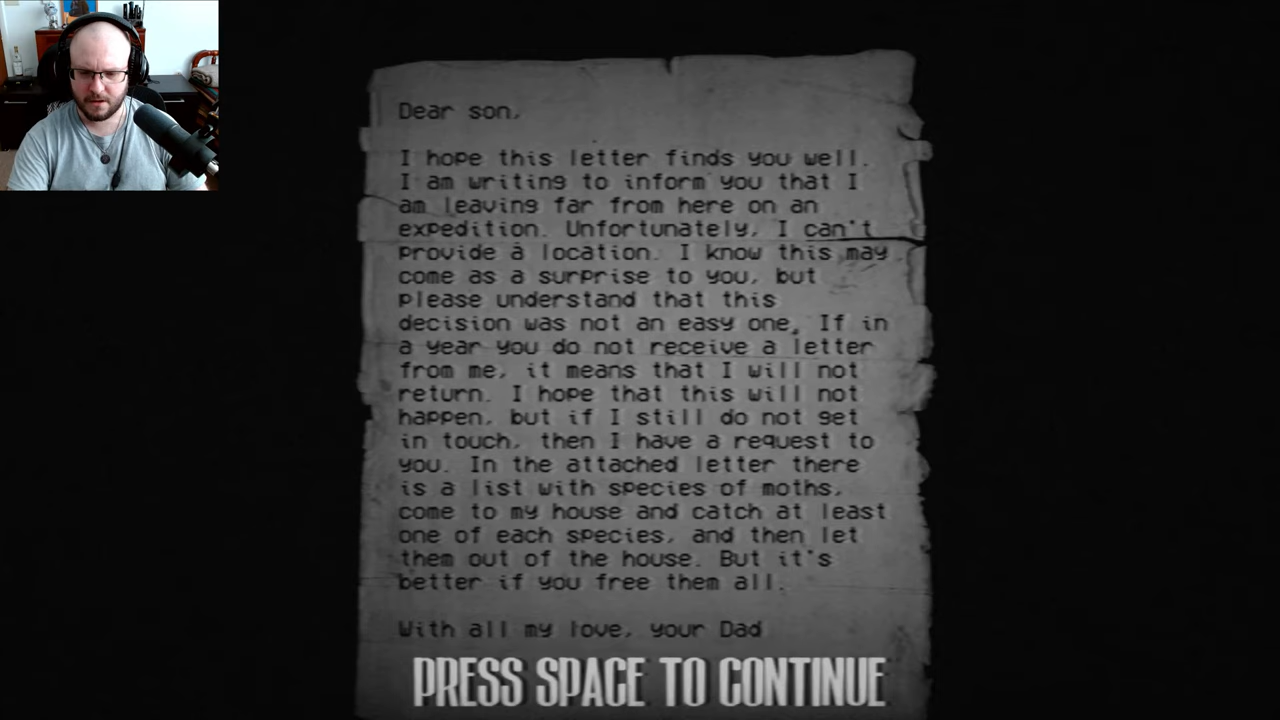 Dear son,
I hope this letter finds you well.
I am writing to inform you that I
am leaving far from here on an
expedition. Unfortunately, I can't
provide a location. I know this may
come as a surprise to you, but
please understand that this
decision was not an easy one. If in
a year you do not receive a letter
from me, it means that I will not
return. I hope that this will not
happen, but if I still do not get
in touch, then I have a request to
you. In the attached letter there
is a list with species of moths,
come to my house and catch at least
one of each species, and then let
them out of the house. But it's
better if you free them all.
With all my love, your Dad
PRESS SPACE TO CONTINUE